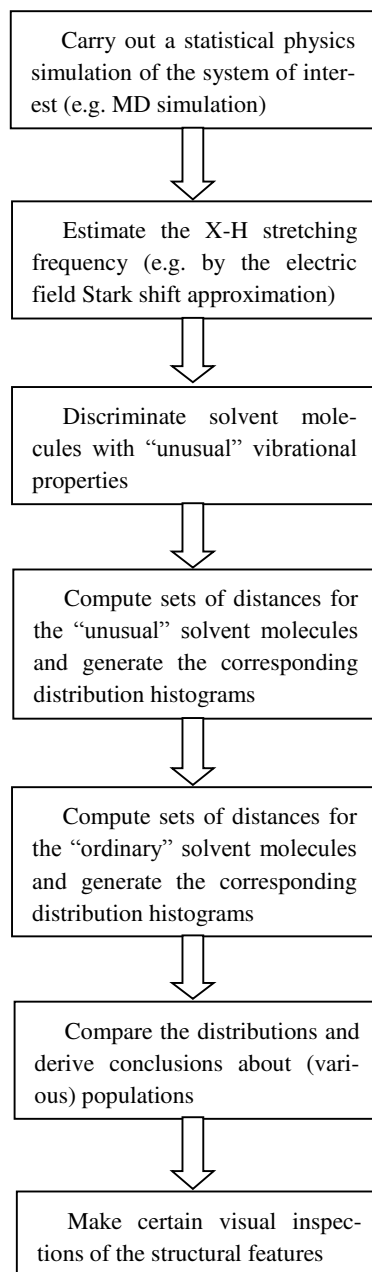 Carry out a statistical physics
simulation of the system of inter-
est (e.g. MD simulation)
Estimate the X-H stretching
frequency (e.g. by the electric
field Stark shift approximation)
Discriminate solvent mole-
cules with “unusual” vibrational
properties
Compute sets of distances for
the “unusual” solvent molecules
and generate the corresponding
distribution histograms
Compute sets of distances for
the “ordinary” solvent molecules
and generate the corresponding
distribution histograms
Compare the distributions and
derive conclusions about (vari-
ous) populations
Make certain visual inspec-
tions of the structural features